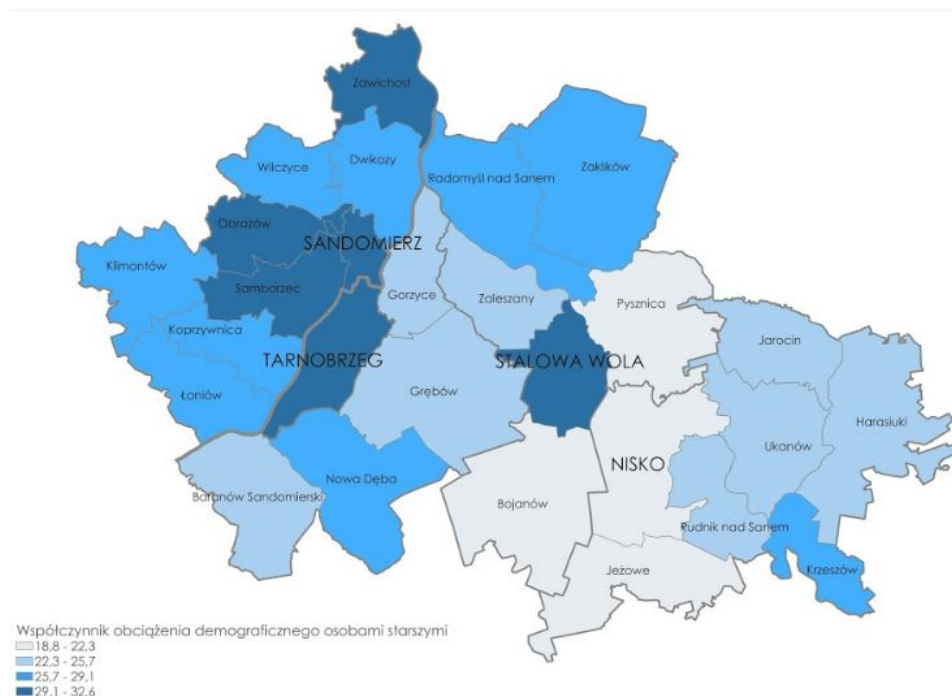 Zawichost
Dwikozy
Wilczyce
Radomyśl nad Sanem
Zaklików
Obrazów
SANDOMIERZ
Klimontów
Samborzec
Gorzyce
Zaleszany
Pysznica
Koprzywnica
Jarocin
TARNOBRZEG
STALOWA WOLA
Łoniów
Grębów
Harasiuki
Ukanów
NISKO
Nowa Dęba
Baranów Sandomierski
Bojanów
Rudnik nad Sanem
Jeżowe
Krzeszów
Współczynnik obciążenia demograficznego osobami starszymi
18,8 - 22,3
22,3 - 25,7
25,7 - 29,1
29,1 - 32,6